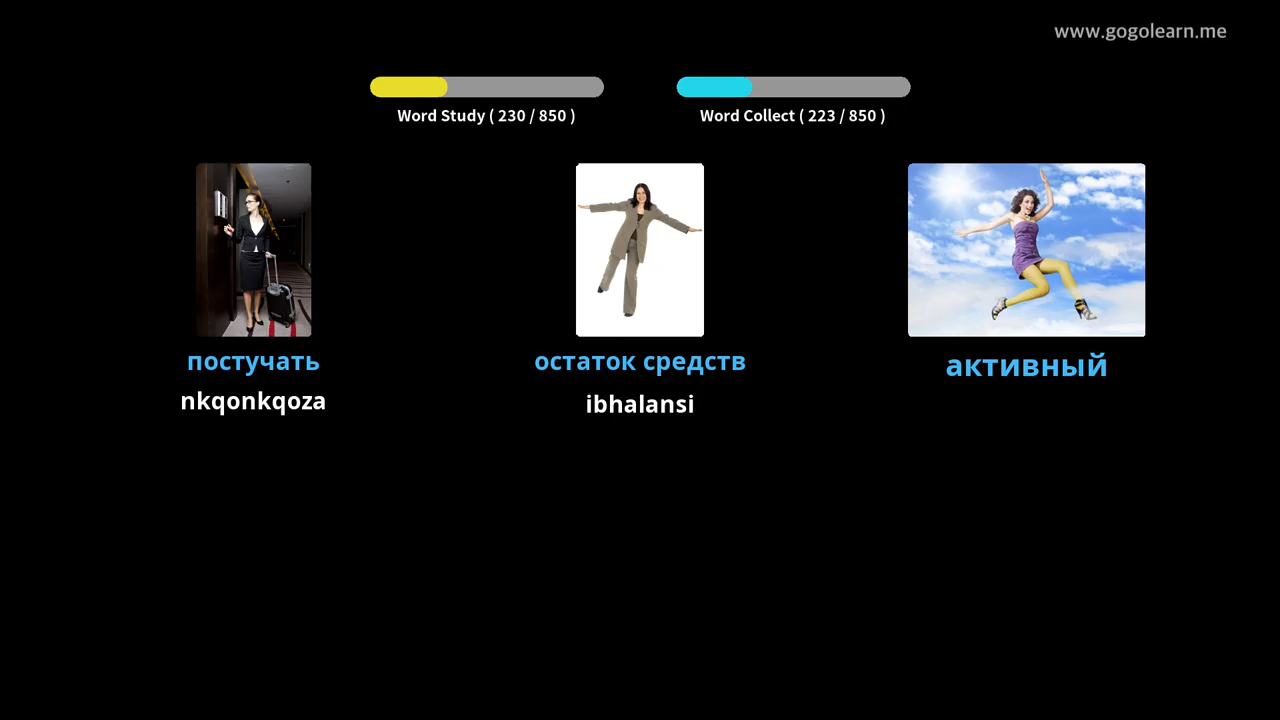 www.gogolearn.me
Word Study ( 230 / 850 )
Word Collect ( 223 / 850 )
постучать
nkqonkqoza
остаток средств
ibhalansi
активный